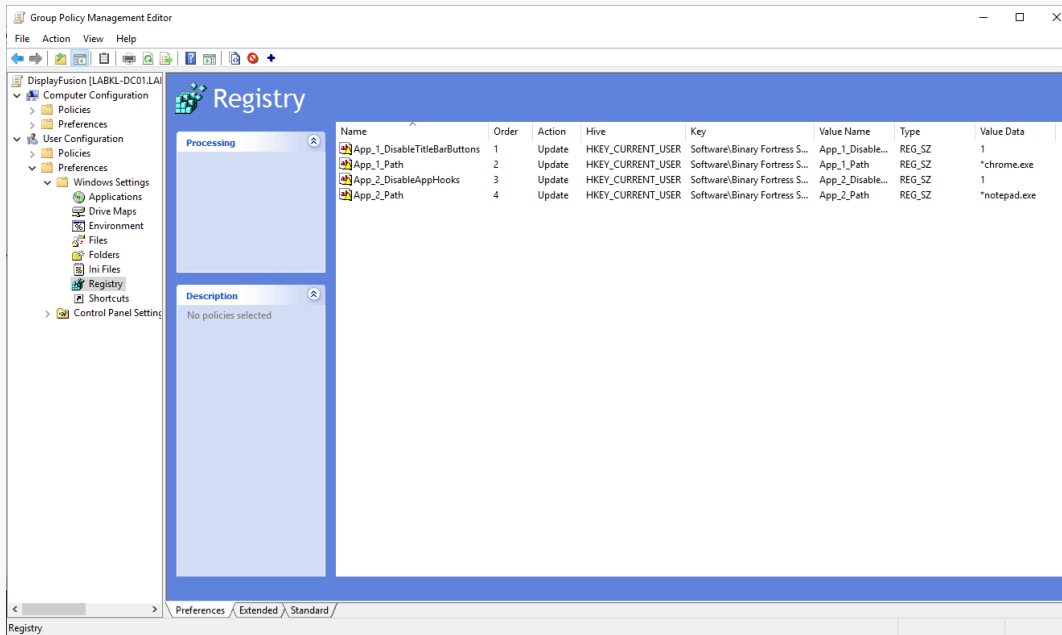 Group Policy Management Editor
File Action View Help
DisplayFusion [LABKL-DC01.LAI
Computer Configuration
Policies
Preferences
User Configuration
Policies
Preferences
Windows Settings
Applications
Drive Maps
Environment
Files
Folders
Ini Files
Registry
Shortcuts
Control Panel Setting
Registry
Processing
Description
No policies selected
Name Order Action Hive Key Value Name Type Value Data
App_1_DisableTitleBarButtons 1 Update HKEY_CURRENT_USER Software\Binary Fortress S... App_1_Disable... REG_SZ 1
App_1_Path 2 Update HKEY_CURRENT_USER Software\Binary Fortress S... App_1_Path REG_SZ *chrome.exe
App_2_DisableAppHooks 3 Update HKEY_CURRENT_USER Software\Binary Fortress S... App_2_Disable... REG_SZ 1
App_2_Path 4 Update HKEY_CURRENT_USER Software\Binary Fortress S... App_2_Path REG_SZ *notepad.exe
Preferences Extended Standard
Registry